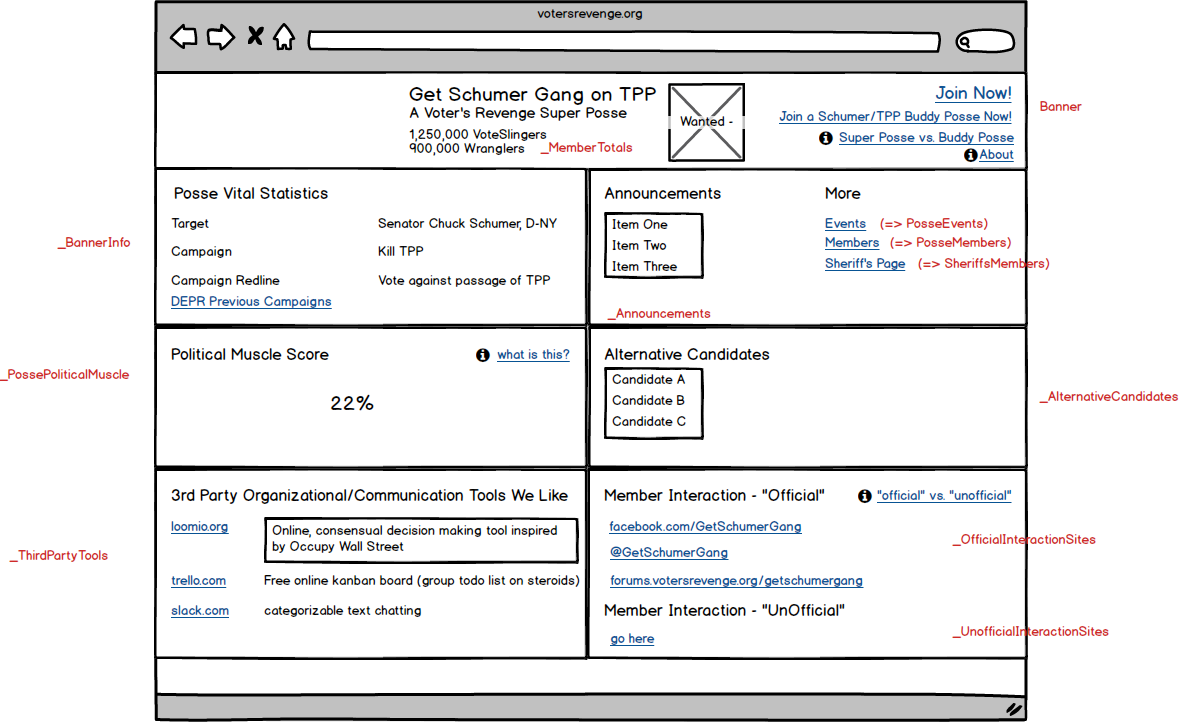 votersrevenge.org
Get Schumer Gang on TPP
A Voter's Revenge Super Posse
1,250,000 VoteSlingers
900,000 Wranglers _MemberTotals
Wanted -
Join Now!
Join a Schumer/TPP Buddy Posse Now!
Super Posse vs. Buddy Posse
About
Banner
Posse Vital Statistics
Target Senator Chuck Schumer, D-NY
Campaign Kill TPP
Campaign Redline Vote against passage of TPP
DEPR Previous Campaigns
_BannerInfo
Announcements
Item One
Item Two
Item Three
_Announcements
More
Events (=> PosseEvents)
Members (=> PosseMembers)
Sheriff's Page (=> SheriffsMembers)
Political Muscle Score
what is this?
22%
_PossePoliticalMuscle
Alternative Candidates
Candidate A
Candidate B
Candidate C
_AlternativeCandidates
3rd Party Organizational/Communication Tools We Like
loomio.org Online, consensual decision making tool inspired
by Occupy Wall Street
trello.com Free online kanban board (group todo list on steroids)
slack.com categorizable text chatting
_ThirdPartyTools
Member Interaction - "Official"
"official" vs. "unofficial"
facebook.com/GetSchumerGang
@GetSchumerGang
_OfficialInteractionSites
forums.votersrevenge.org/getschumergang
Member Interaction - "UnOfficial"
go here
_UnofficialInteractionSites